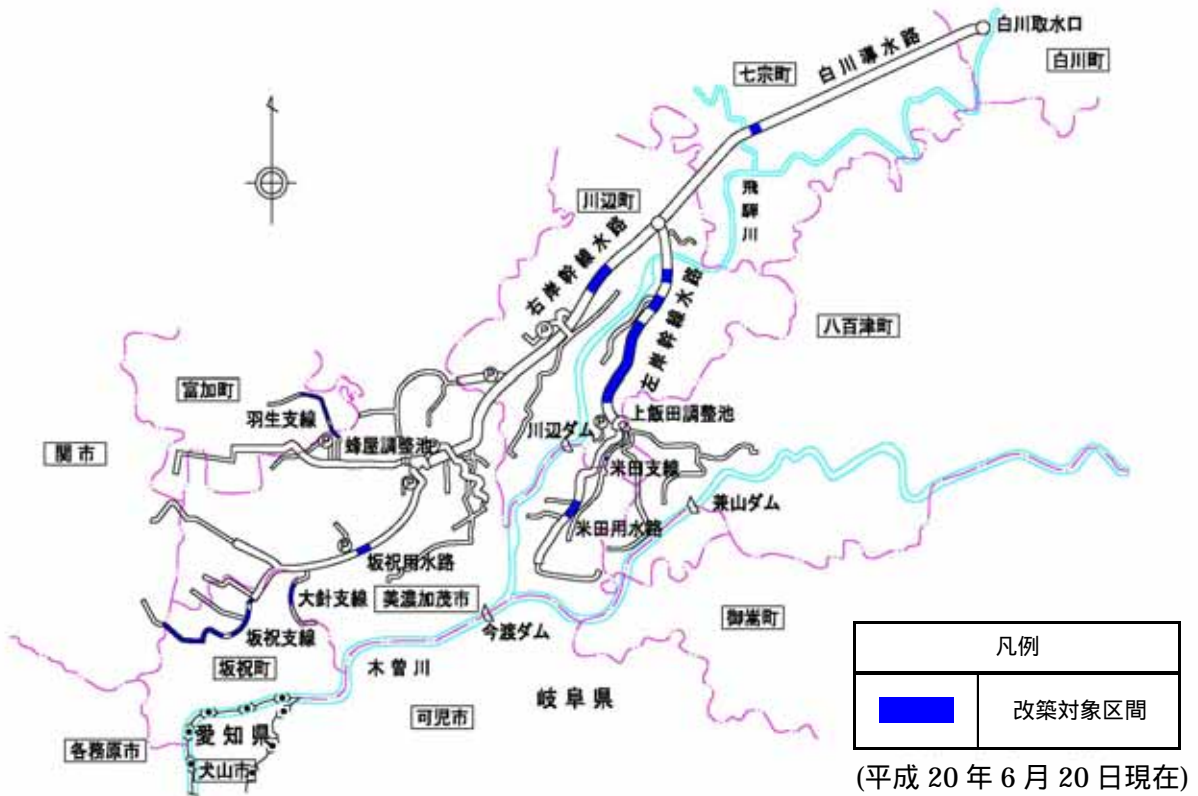 白川取水口
白川町
白川導水路
七宗町
飛騨川
川辺町
右岸幹線水路
左岸幹線水路
八百津町
富加町
羽生支線
関市
蜂屋調整池
川辺ダム
上飯田調整池
米田支線
兼山ダム
米田用水路
坂祝用水路
大針支線
美濃加茂市
今渡ダム
御嵩町
坂祝支線
坂祝町
木曽川
岐阜県
可児市
愛知県
各務原市
犬山市
凡例
改築対象区間
(平成 20 年 6 月 20 日現在)